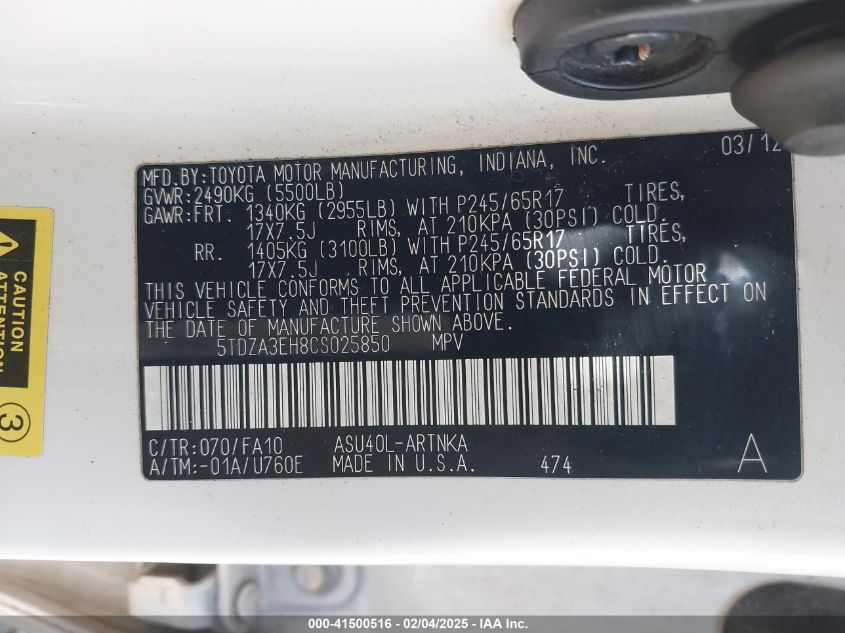 MFD.BY:TOYOTA MOTOR MANUFACTURING, INDIANA, INC. 03/12
GVWR:2490KG (5500LB)
GAWR:FRT. 1340KG (2955LB) WITH P245/65R17 TIRES,
17X7.5J RIMS, AT 210KPA (30PSI) COLD.
RR. 1405KG (3100LB) WITH P245/65R17 TIRES,
17X7.5J RIMS, AT 210KPA (30PSI) COLD.
THIS VEHICLE CONFORMS TO ALL APPLICABLE FEDERAL MOTOR
VEHICLE SAFETY AND THEFT PREVENTION STANDARDS IN EFFECT ON
THE DATE OF MANUFACTURE SHOWN ABOVE.
5TDZA3EH8CS025850 MPV
C/TR:070/FA10 ASU40L-ARTNKA
A/TM:-01A/U760E MADE IN U.S.A. 474 A
CAUTION
ATTENTION
3
000-41500516 - 02/04/2025 - IAA Inc.